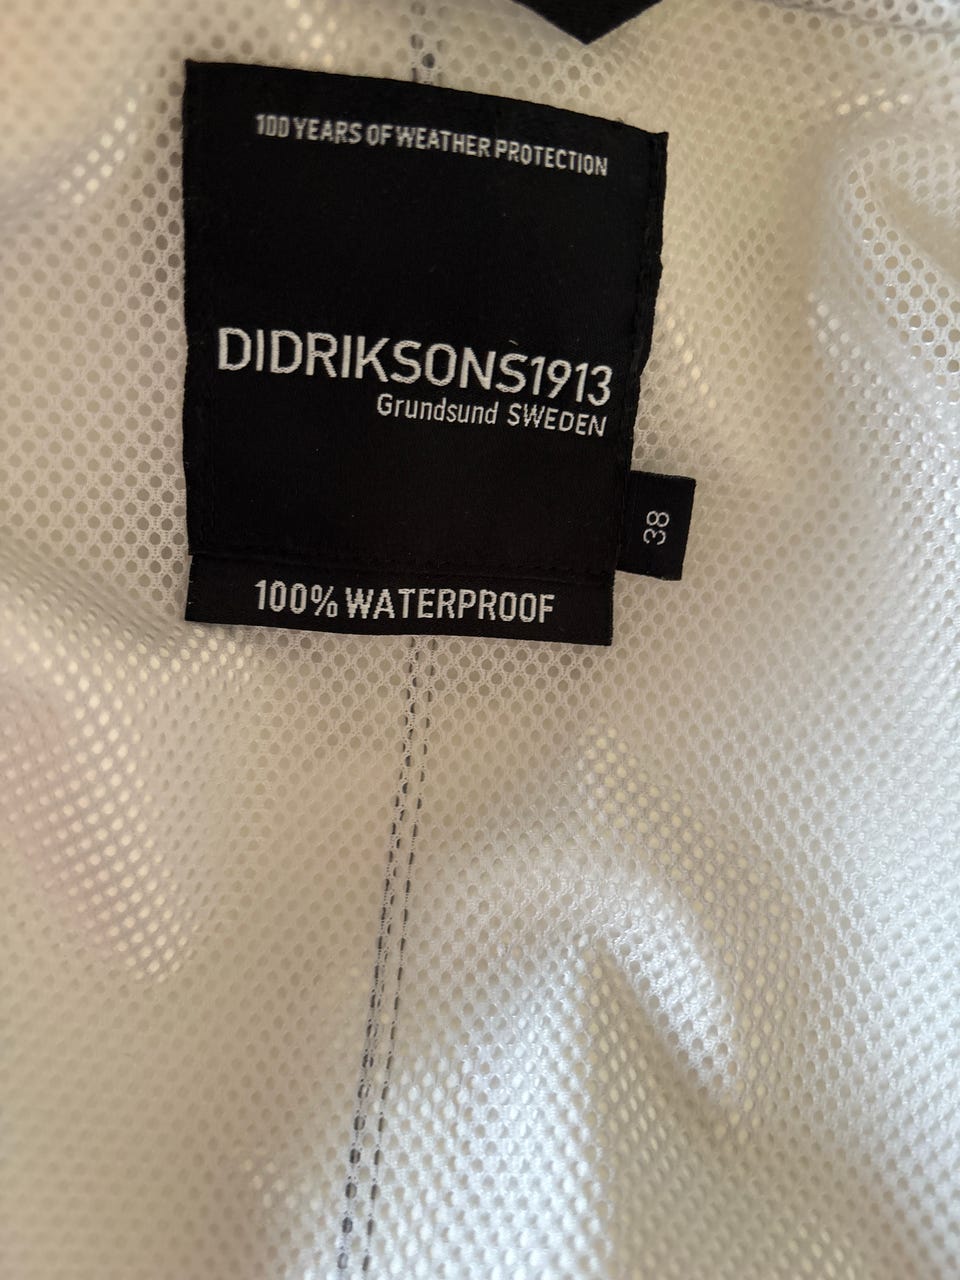 100 YEARS OF WEATHER PROTECTION
DIDRIKSONS1913
Grundsund SWEDEN
38
100% WATERPROOF